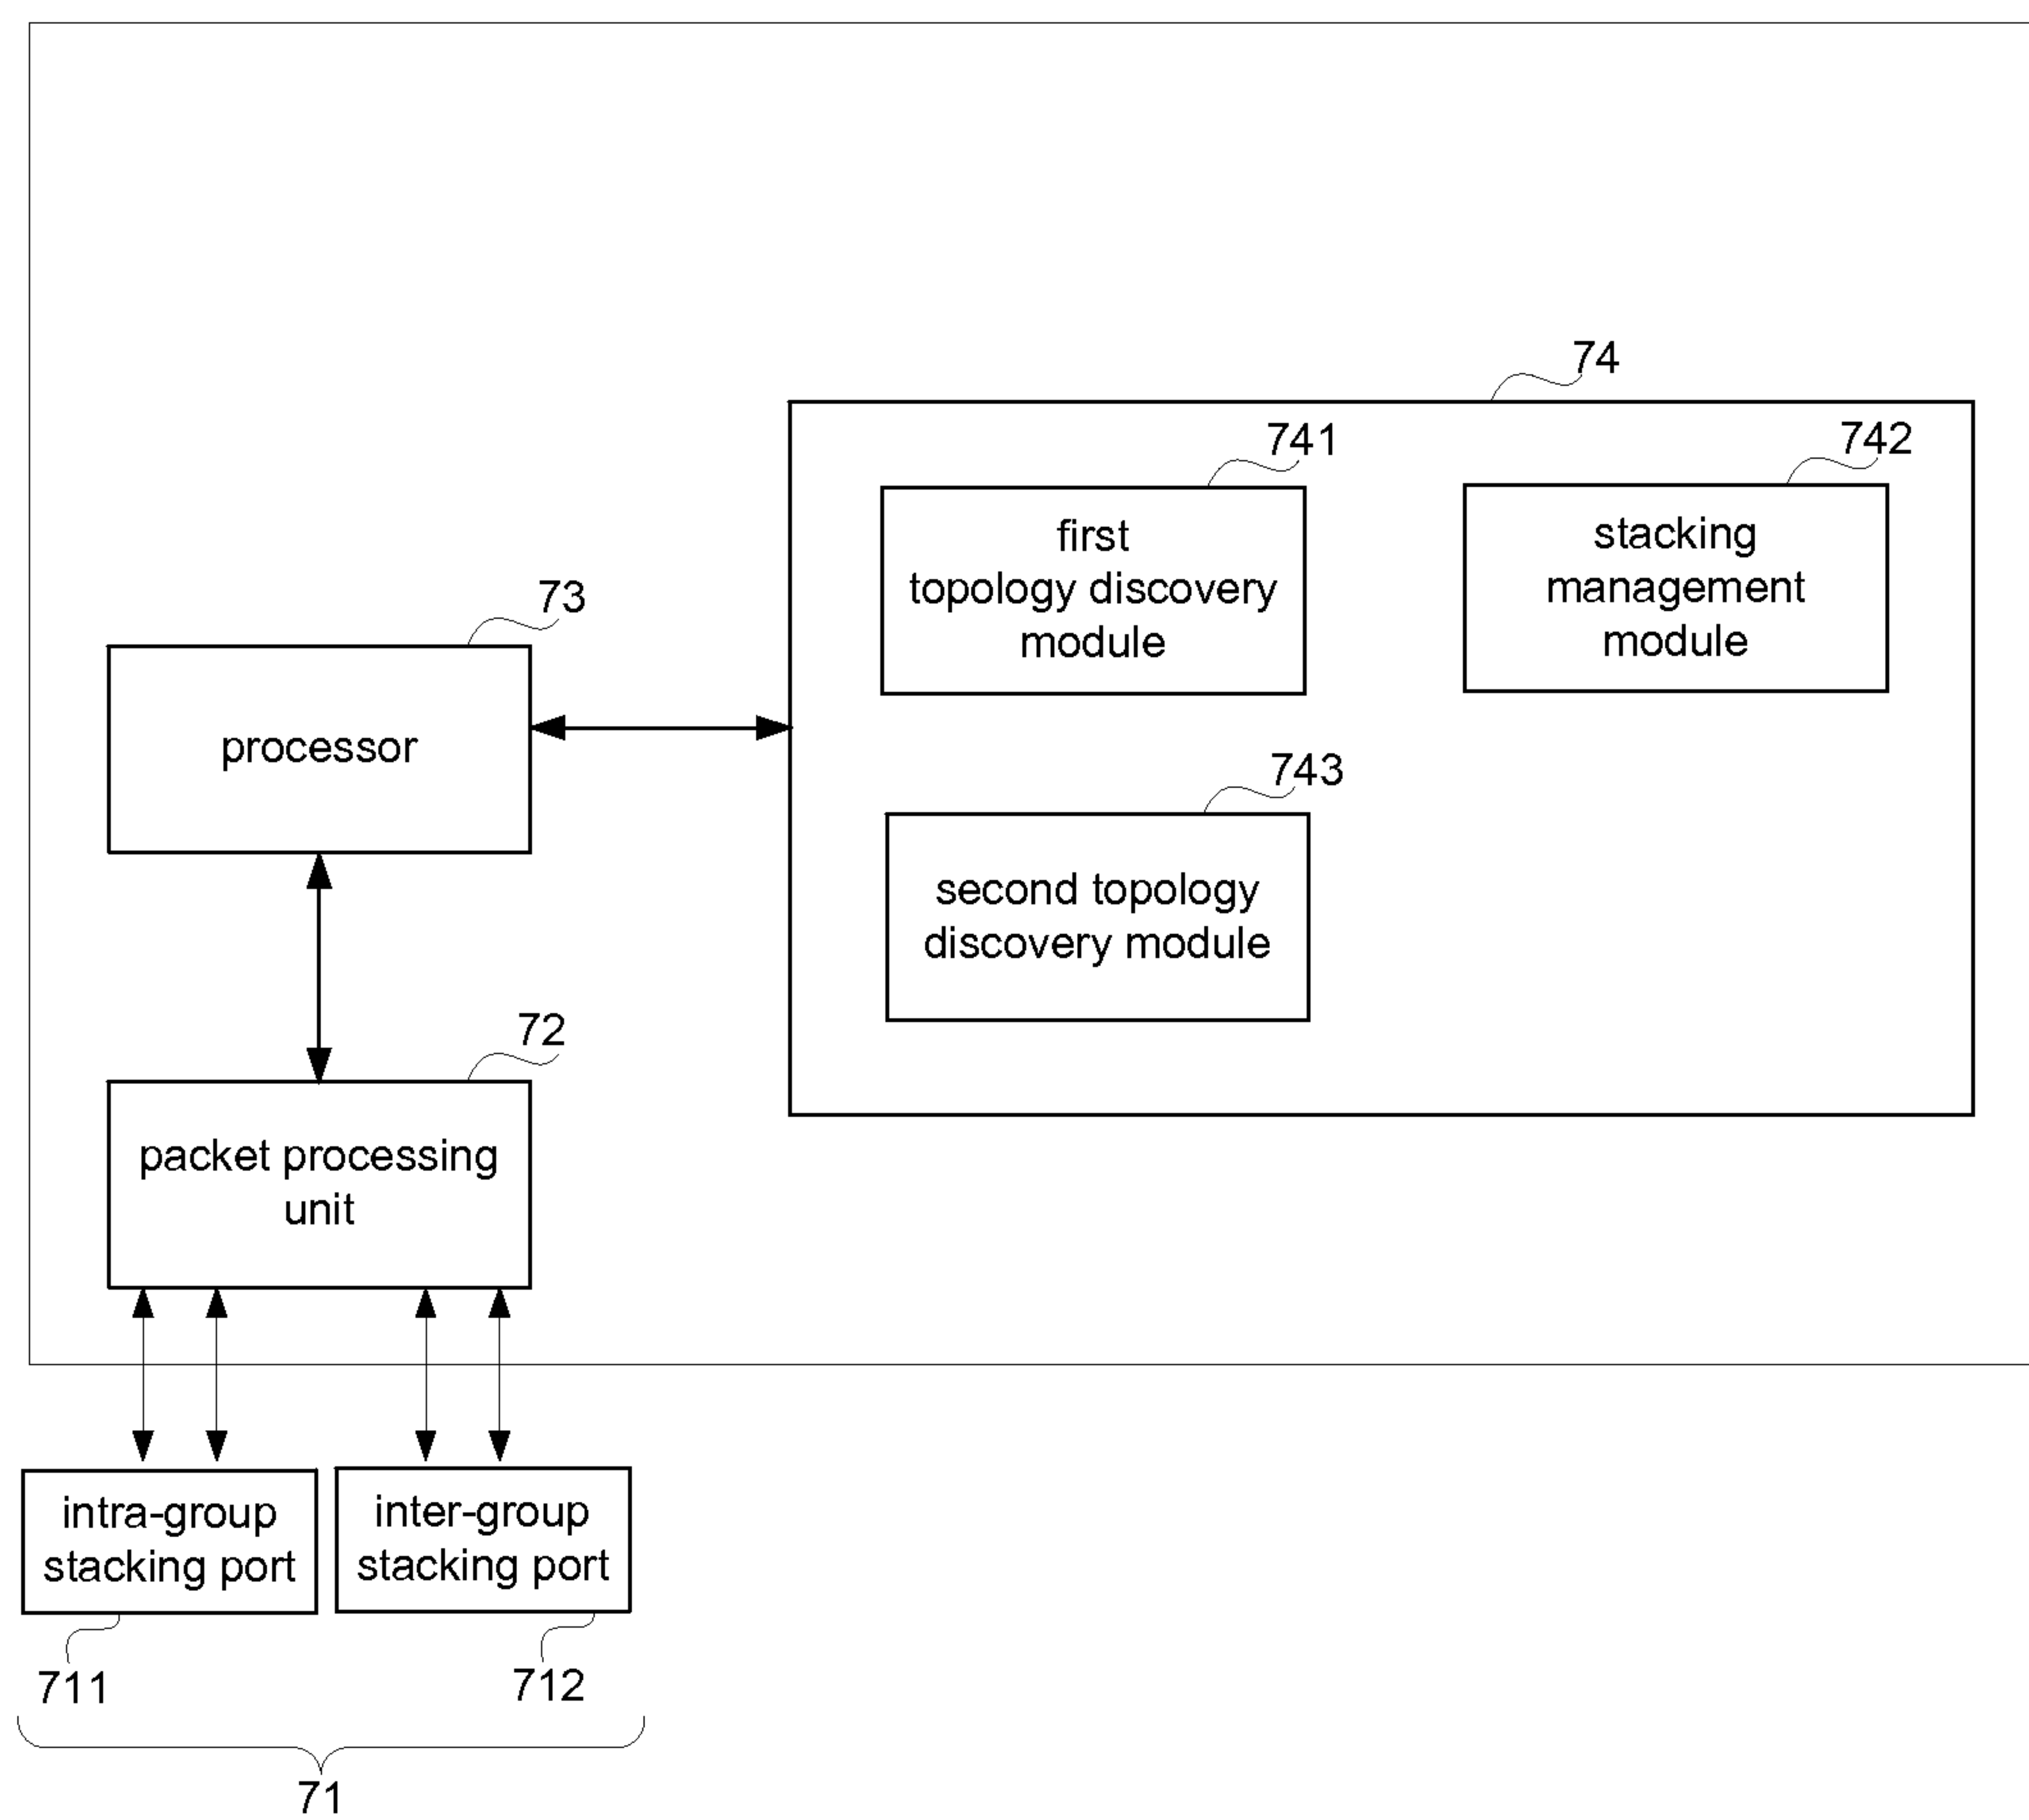 74
741
742
first
topology discovery
module
stacking
management
module
73
processor
743
second topology
discovery module
72
packet processing
unit
intra-group
stacking port
inter-group
stacking port
711
712
71